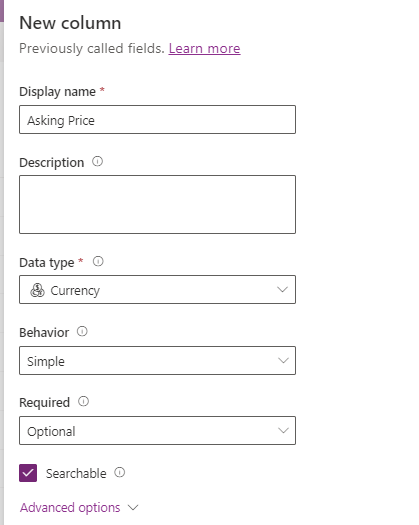 New column
Previously called fields. Learn more
Display name *
Asking Price
Description
Data type *
Currency
Behavior
Simple
Required
Optional
Searchable
Advanced options